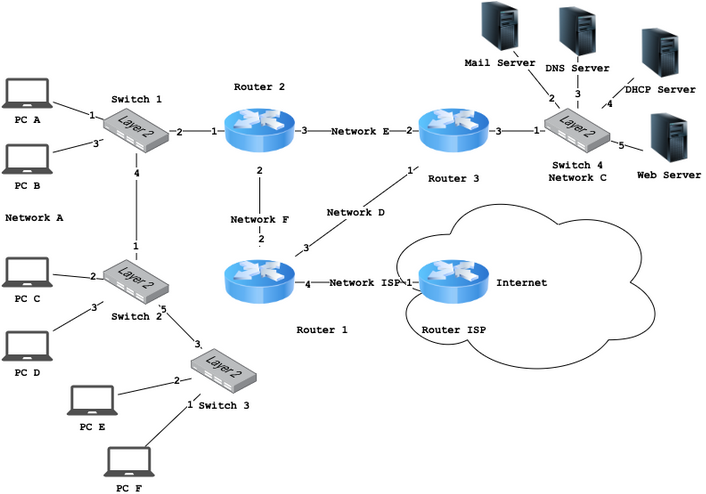 Mail Server
DNS Server
DHCP Server
Web Server
Switch 1
Router 2
PC A
1
Layer 2
2
1
3
Network E
2
3
1
Layer 2
2
3
4
5
3
4
PC B
2
1
Router 3
Switch 4
Network C
Network A
Network F
Network D
2
3
1
PC C
2
Layer 2
3
5
Switch 2
4
Network ISP
1
Internet
Router 1
Router ISP
PC D
3
Layer 2
2
1
Switch 3
PC E
PC F